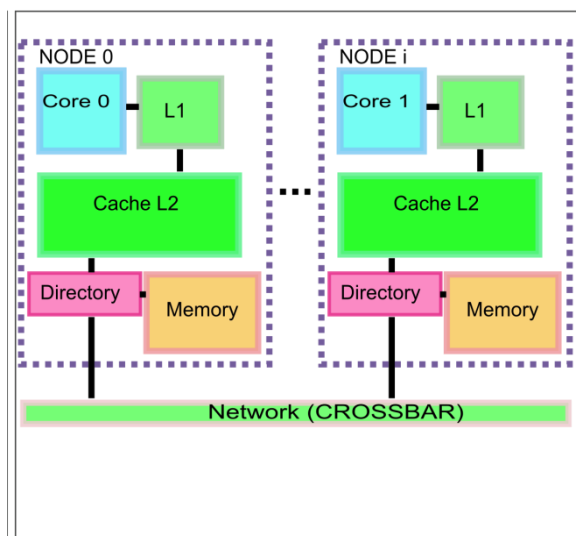 NODE 0
Core 0
L1
Cache L2
Directory
Memory
NODE i
Core 1
L1
Cache L2
Directory
Memory
...
Network (CROSSBAR)